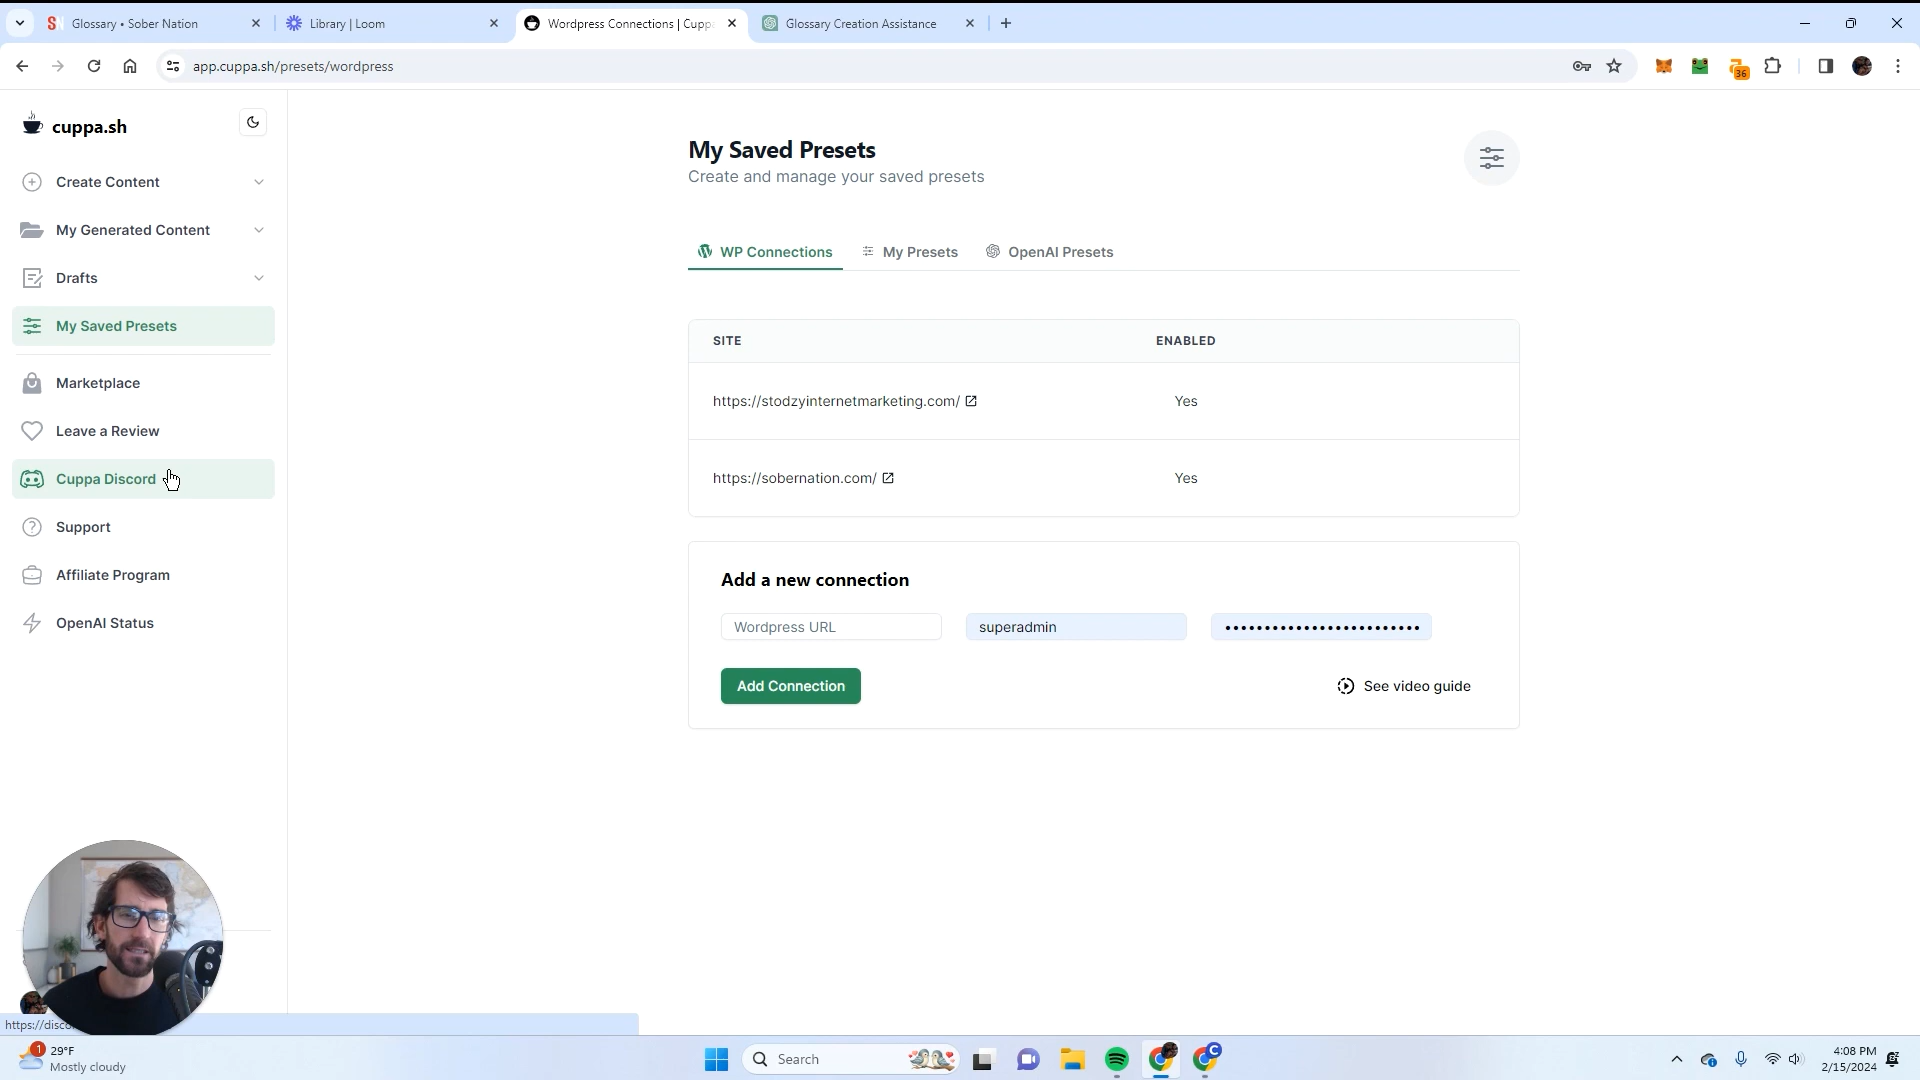 Glossary • Sober Nation
Library | Loom
Wordpress Connections | Cupp
Glossary Creation Assistance
app.cuppa.sh/presets/wordpress
36
cuppa.sh
Create Content
My Generated Content
Drafts
My Saved Presets
Marketplace
Leave a Review
Cuppa Discord
Support
Affiliate Program
OpenAI Status
My Saved Presets
Create and manage your saved presets
WP Connections
My Presets
OpenAI Presets
SITE
ENABLED
https://stodzyinternetmarketing.com/
Yes
https://sobernation.com/
Yes
Add a new connection
Wordpress URL
superadmin
•••••••••••••••••••••••••
Add Connection
See video guide
https://disco
1
29°F
Mostly cloudy
Search
4:08 PM
2/15/2024